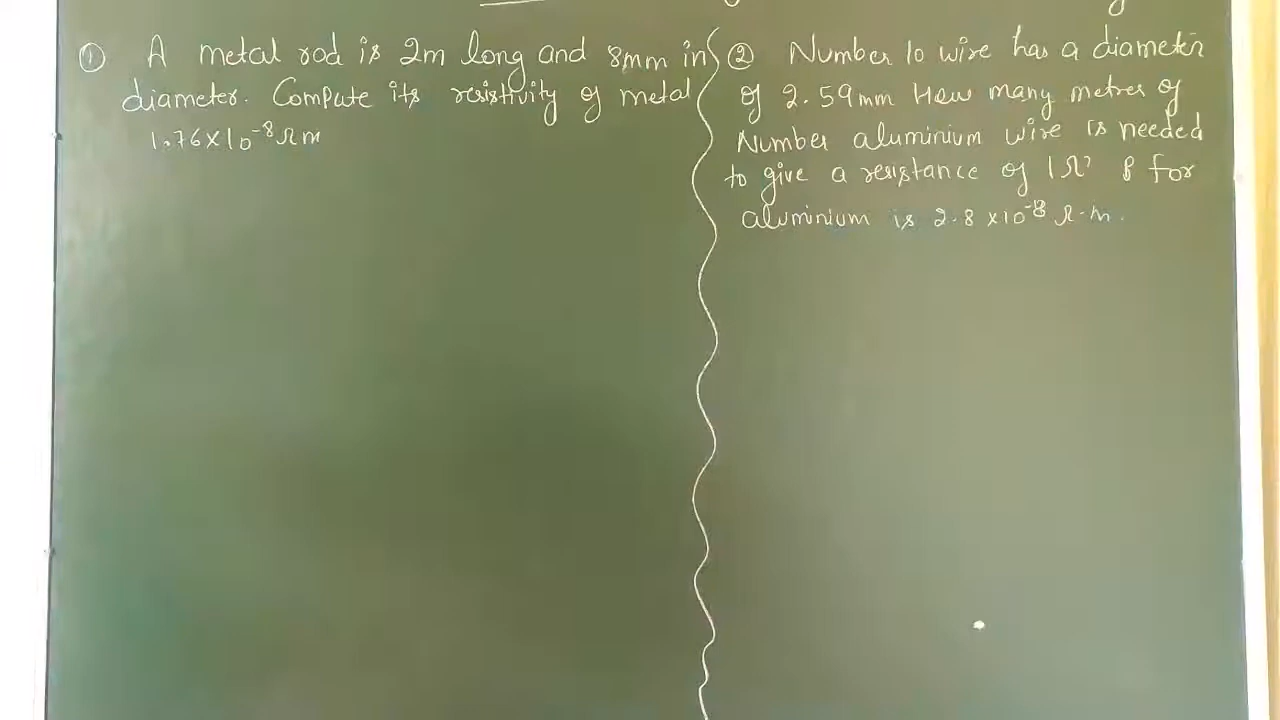 ① A metal rod is 2m long and 8mm in
diameter. Compute its resistivity of metal
1.76×10⁻⁸Ωm
② Number 10 wire has a diameter
of 2.59mm How many metres of
Number aluminium wire is needed
to give a resistance of 1Ω? ρ for
aluminium is 2.8 ×10⁻⁸ Ω-m.